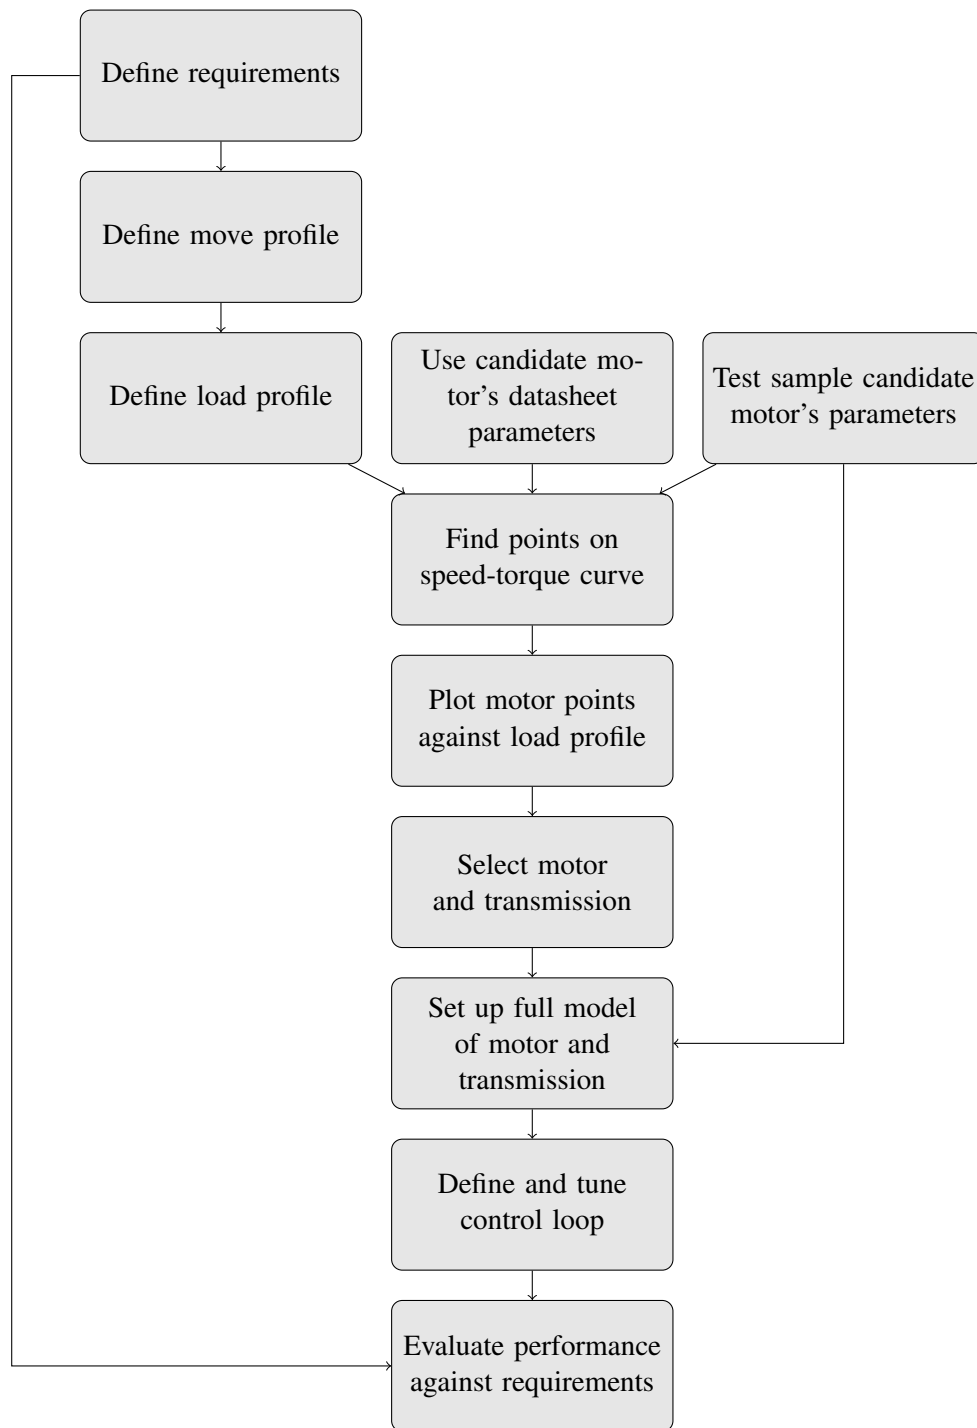 Define requirements
Define move profile
Define load profile
Use candidate mo-
tor's datasheet
parameters
Test sample candidate
motor's parameters
Find points on
speed-torque curve
Plot motor points
against load profile
Select motor
and transmission
Set up full model
of motor and
transmission
Define and tune
control loop
Evaluate performance
against requirements